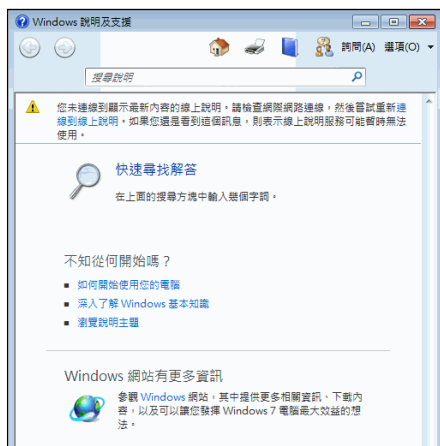 Windows 說明及支援
詢問(A) 選項(O)
搜尋說明
您未連線到顯示最新內容的線上說明。請檢查網際網路連線，然後嘗試重新連
線到線上說明。如果您還是看到這個訊息，則表示線上說明服務可能暫時無法
使用。
快速尋找解答
在上面的搜尋方塊中輸入幾個字詞。
不知從何開始嗎？
如何開始使用您的電腦
深入了解 Windows 基本知識
瀏覽說明主題
Windows 網站有更多資訊
參觀 Windows 網站，其中提供更多相關資訊、下載內
容，以及可以讓您發揮 Windows 7 電腦最大效益的想
法。